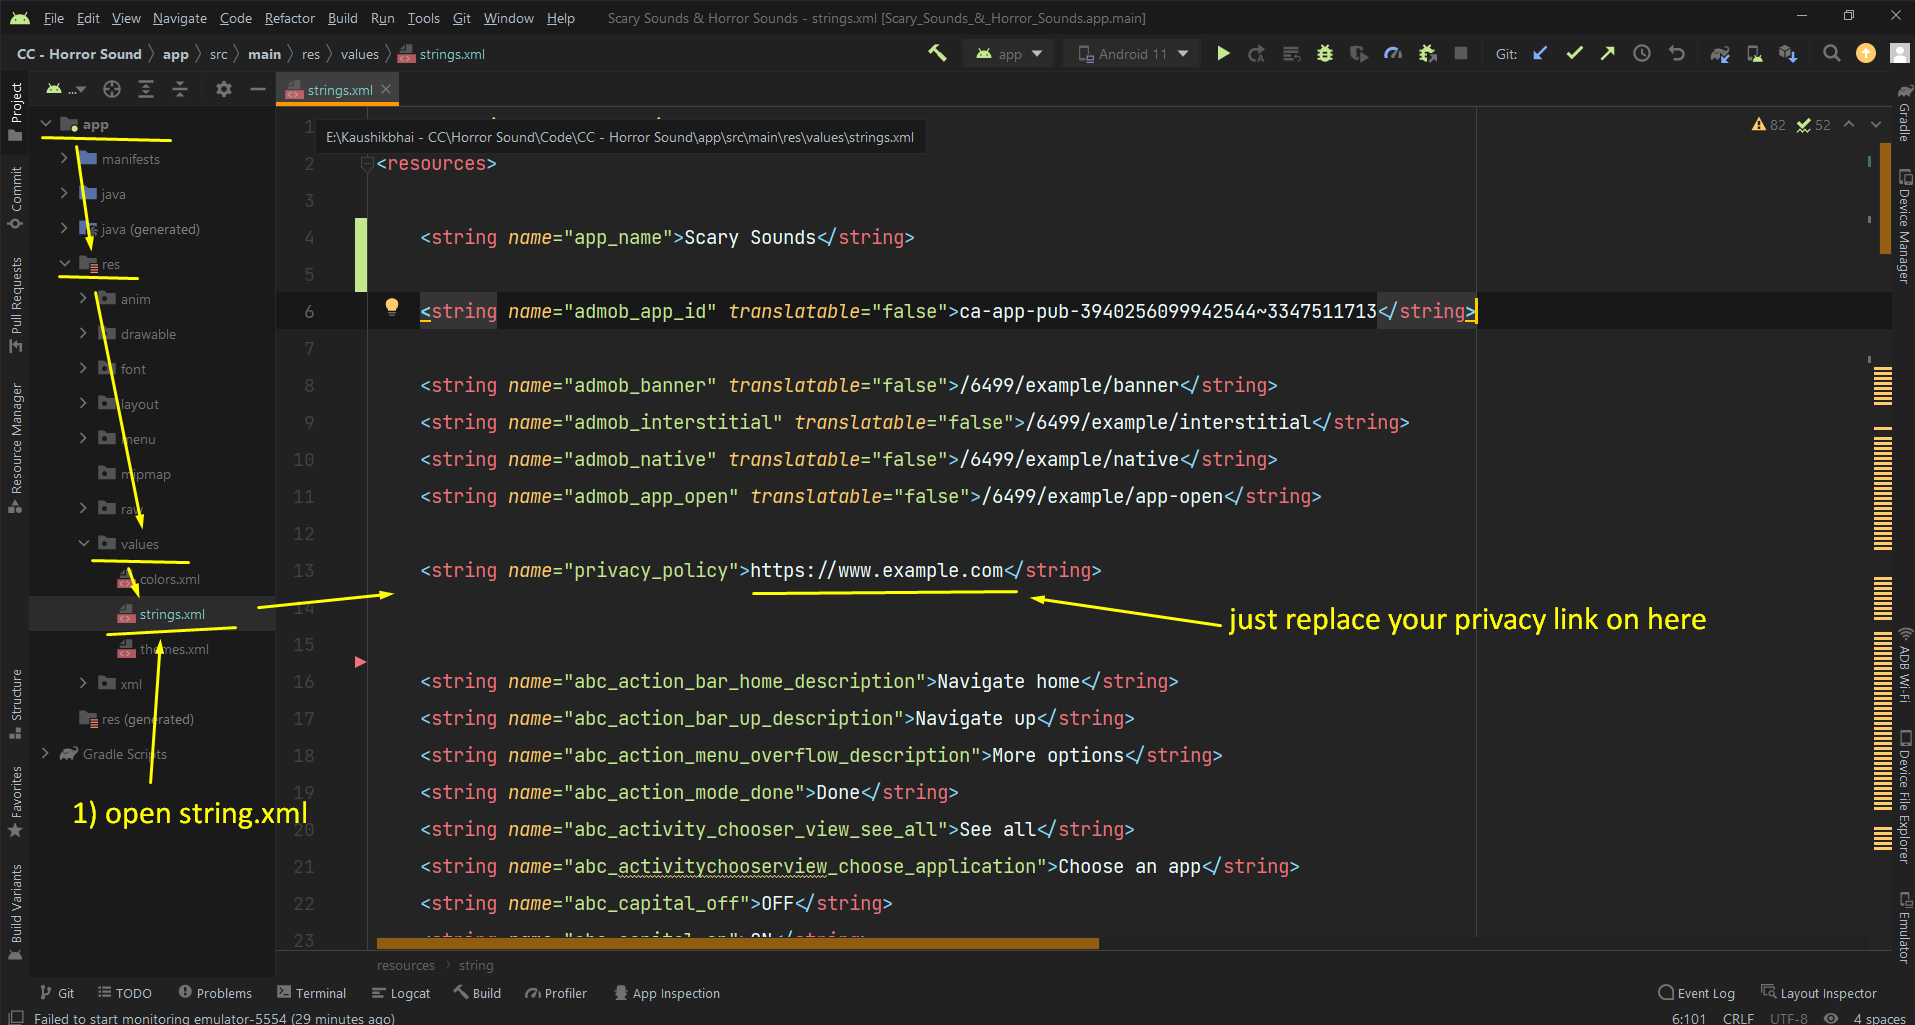 File Edit View Navigate Code Refactor Build Run Tools Git Window Help Scary Sounds & Horror Sounds - strings.xml [Scary_Sounds_&_Horror_Sounds.app.main]
CC - Horror Sound app src main res values strings.xml app Android 11 Git:
... strings.xml
Project
Commit
Pull Requests
Resource Manager
Structure
Favorites
Build Variants
app
manifests
java
java (generated)
res
anim
drawable
font
layout
menu
mipmap
raw
values
colors.xml
strings.xml
themes.xml
xml
res (generated)
Gradle Scripts
1) open string.xml
1
E:\Kaushikbhai - CC\Horror Sound\Code\CC - Horror Sound\app\src\main\res\values\strings.xml
82 52
2 <resources>
3
4 <string name="app_name">Scary Sounds</string>
5
6 <string name="admob_app_id" translatable="false">ca-app-pub-3940256099942544~3347511713</string>
7
8 <string name="admob_banner" translatable="false">/6499/example/banner</string>
9 <string name="admob_interstitial" translatable="false">/6499/example/interstitial</string>
10 <string name="admob_native" translatable="false">/6499/example/native</string>
11 <string name="admob_app_open" translatable="false">/6499/example/app-open</string>
12
13 <string name="privacy_policy">https://www.example.com</string>
14
just replace your privacy link on here
15
16 <string name="abc_action_bar_home_description">Navigate home</string>
17 <string name="abc_action_bar_up_description">Navigate up</string>
18 <string name="abc_action_menu_overflow_description">More options</string>
19 <string name="abc_action_mode_done">Done</string>
20 <string name="abc_activity_chooser_view_see_all">See all</string>
21 <string name="abc_activitychooserview_choose_application">Choose an app</string>
22 <string name="abc_capital_off">OFF</string>
23 <string name="abc_capital_on">ON</string>
resources string
Gradle
Device Manager
ADB Wi-Fi
Device File Explorer
Emulator
Git TODO Problems Terminal Logcat Build Profiler App Inspection Event Log Layout Inspector
Failed to start monitoring emulator-5554 (29 minutes ago) 6:101 CRLF UTF-8 4 spaces